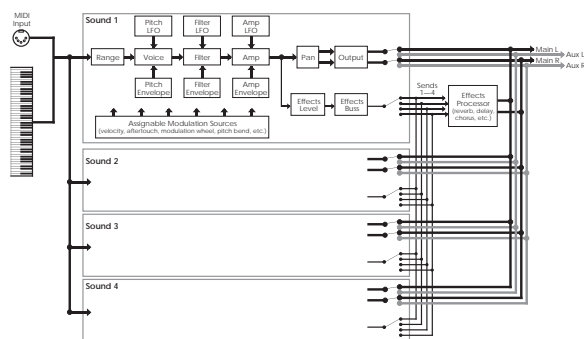 MIDI
Input
Sound 1
Pitch
LFO
Filter
LFO
Amp
LFO
Range
Voice
Filter
Amp
Pan
Output
Pitch
Envelope
Filter
Envelope
Amp
Envelope
Effects
Level
Effects
Buss
Assignable Modulation Sources
(velocity, aftertouch, modulation wheel, pitch bend, etc.)
Main L
Aux L
Main R
Aux R
Sends
1—4
Effects
Processor
(reverb, delay,
chorus, etc.)
Sound 2
Sound 3
Sound 4